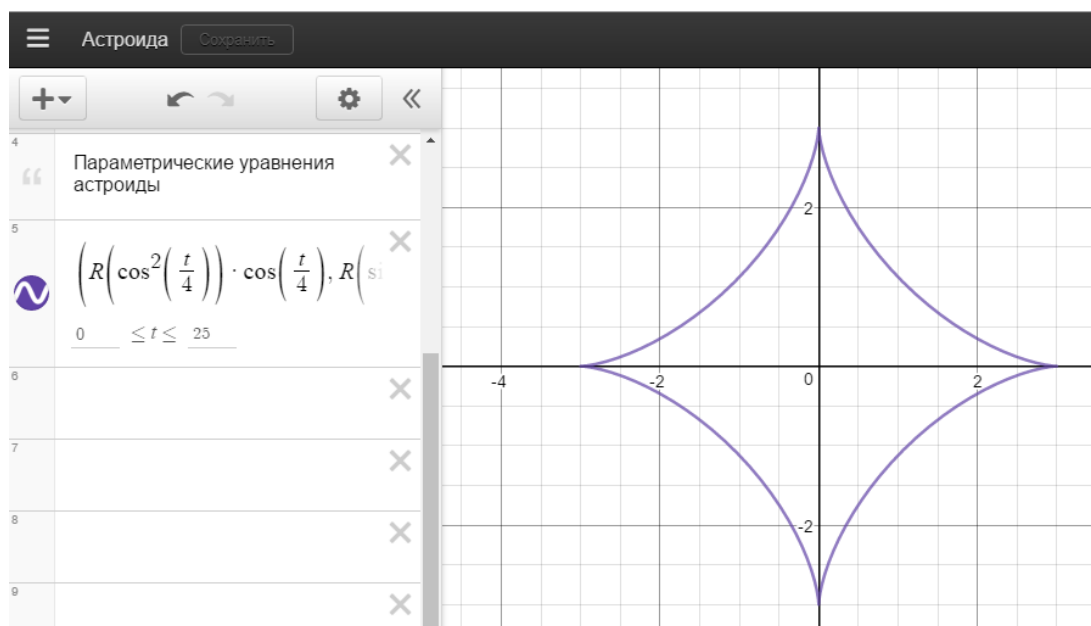 Астроида Сохранить
4
Параметрические уравнения
астроиды
5
(R(cos²(t/4))·cos(t/4), R(si
0 ≤ t ≤ 25
6
7
8
9
2
-4 -2 0 2
-2